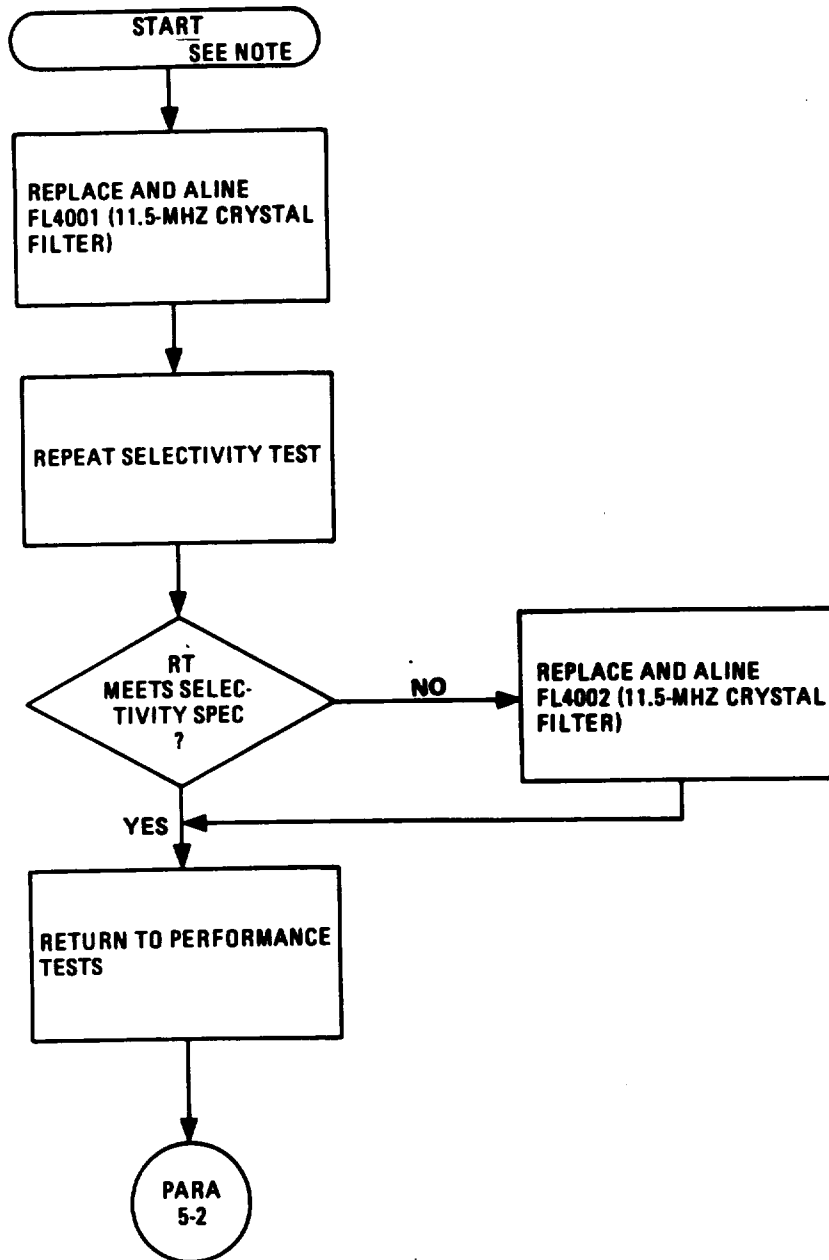 START
SEE NOTE
REPLACE AND ALINE
FL4001 (11.5-MHZ CRYSTAL
FILTER)
REPEAT SELECTIVITY TEST
RT
MEETS SELEC-
TIVITY SPEC
?
NO
REPLACE AND ALINE
FL4002 (11.5-MHZ CRYSTAL
FILTER)
YES
RETURN TO PERFORMANCE
TESTS
PARA
5-2